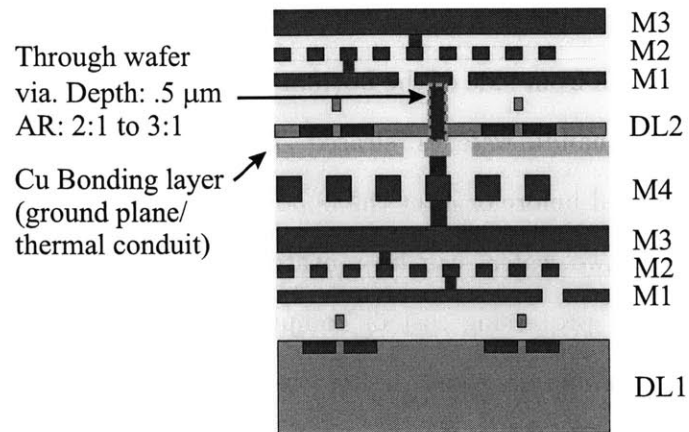 Through wafer
via. Depth: .5 μm
AR: 2:1 to 3:1
Cu Bonding layer
(ground plane/
thermal conduit)
M3
M2
M1
DL2
M4
M3
M2
M1
DL1